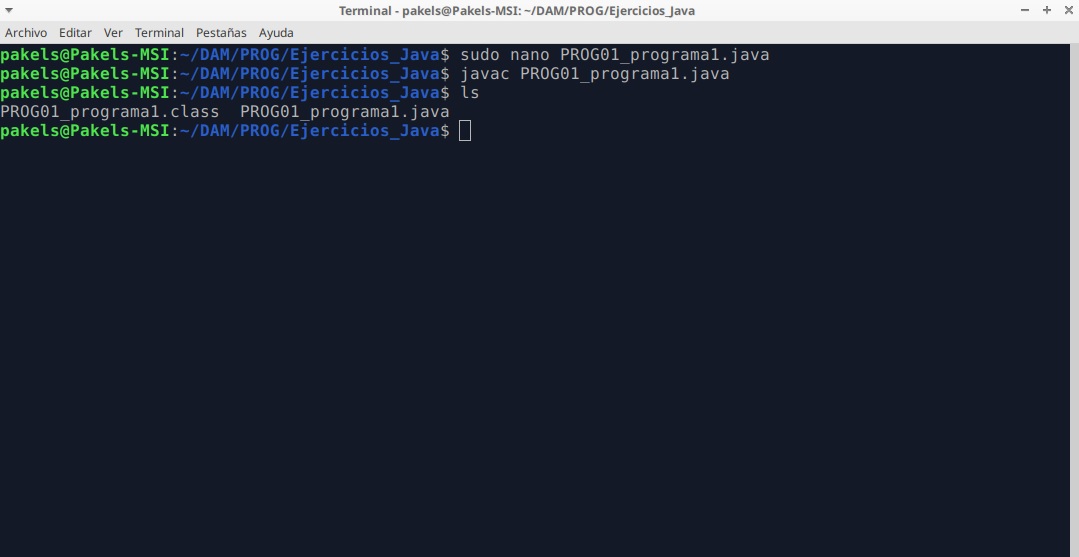 Terminal - pakels@Pakels-MSI: ~/DAM/PROG/Ejercicios_Java
Archivo Editar Ver Terminal Pestañas Ayuda
pakels@Pakels-MSI:~/DAM/PROG/Ejercicios_Java$ sudo nano PROG01_programa1.java
pakels@Pakels-MSI:~/DAM/PROG/Ejercicios_Java$ javac PROG01_programa1.java
pakels@Pakels-MSI:~/DAM/PROG/Ejercicios_Java$ ls
PROG01_programa1.class  PROG01_programa1.java
pakels@Pakels-MSI:~/DAM/PROG/Ejercicios_Java$